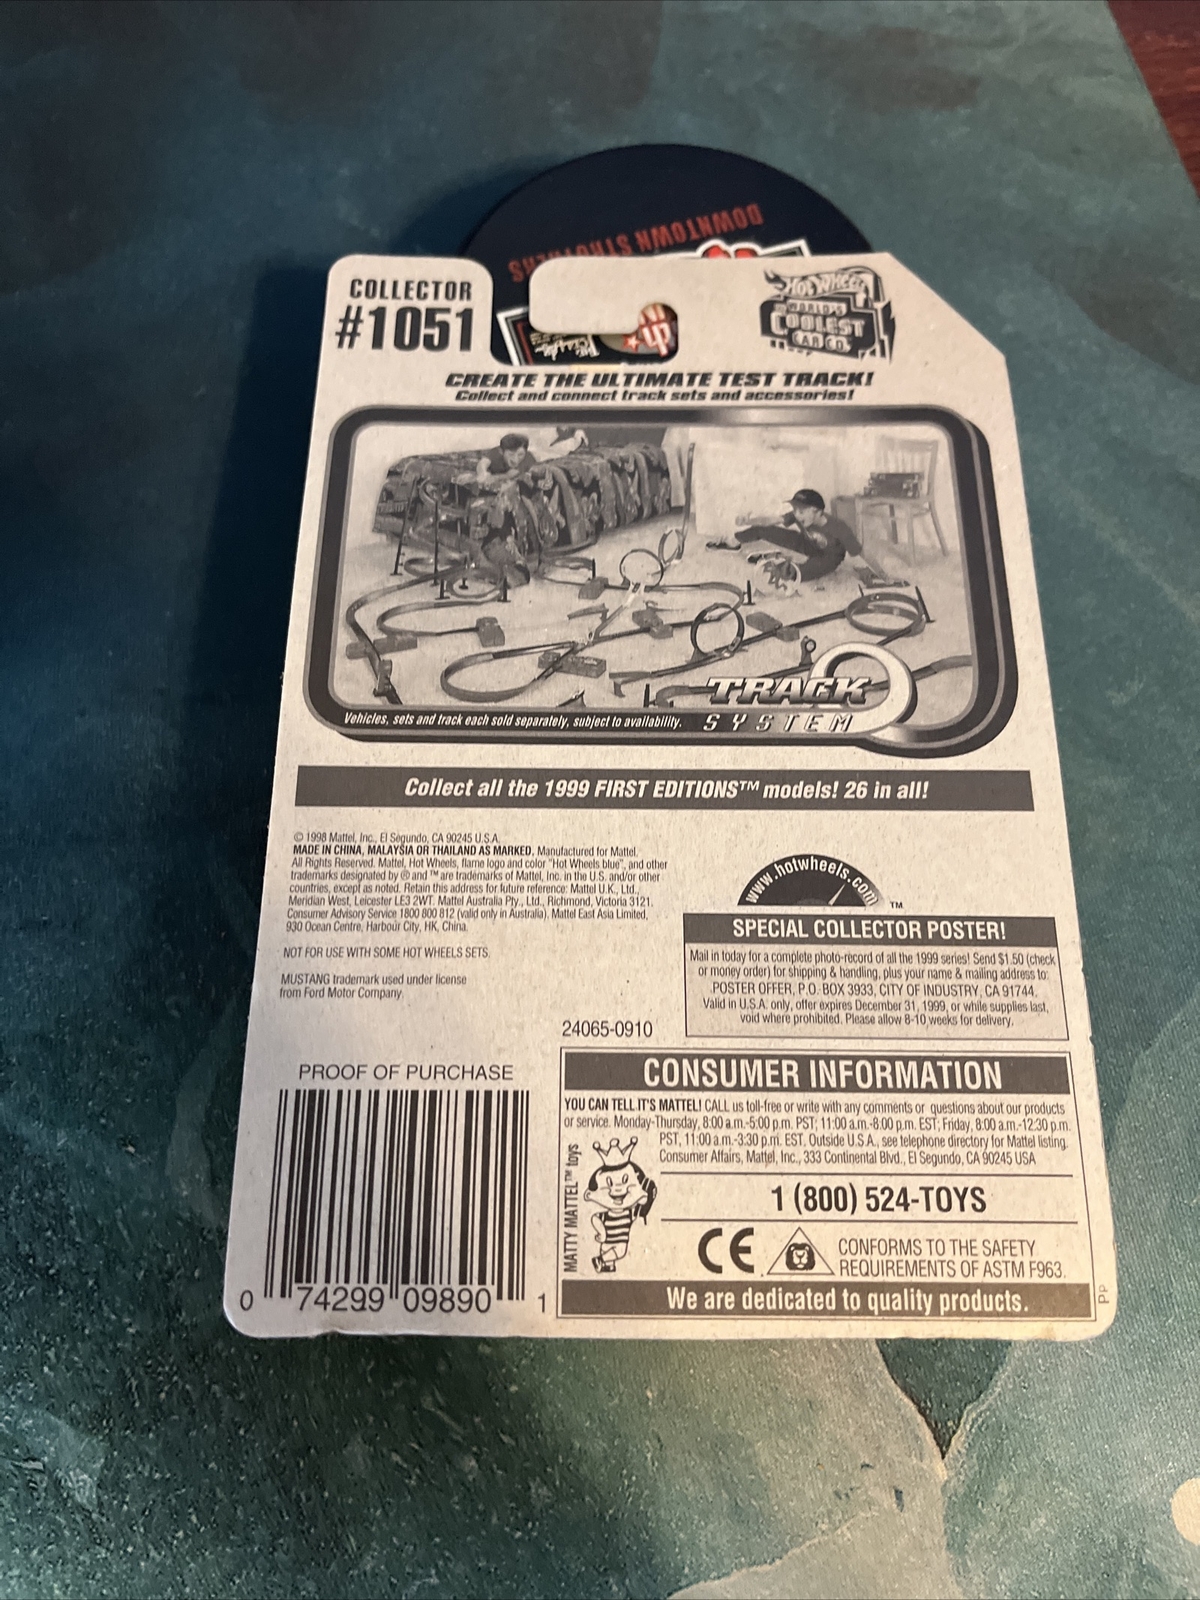 DOWNTOWN STRUTHERS
COLLECTOR
#1051
HOT WHEELS
WORLD'S
COOLEST
CAR CO.
CREATE THE ULTIMATE TEST TRACK!
Collect and connect track sets and accessories!
TRACK
SYSTEM
Vehicles, sets and track each sold separately, subject to availability.
Collect all the 1999 FIRST EDITIONS™ models! 26 in all!
© 1998 Mattel, Inc., El Segundo, CA 90245 U.S.A.
MADE IN CHINA, MALAYSIA OR THAILAND AS MARKED. Manufactured for Mattel.
All Rights Reserved. Mattel, Hot Wheels, flame logo and color "Hot Wheels blue", and other
trademarks designated by ® and ™ are trademarks of Mattel, Inc. in the U.S. and/or other
countries, except as noted. Retain this address for future reference: Mattel U.K., Ltd.,
Meridian West, Leicester LE3 2WT. Mattel Australia Pty., Ltd., Richmond, Victoria 3121.
Consumer Advisory Service 1800 800 812 (valid only in Australia). Mattel East Asia Limited,
930 Ocean Centre, Harbour City, HK, China.
NOT FOR USE WITH SOME HOT WHEELS SETS.
MUSTANG trademark used under license
from Ford Motor Company.
www.hotwheels.com
TM
SPECIAL COLLECTOR POSTER!
Mail in today for a complete photo-record of all the 1999 series! Send $1.50 (check
or money order) for shipping & handling, plus your name & mailing address to:
POSTER OFFER, P.O. BOX 3933, CITY OF INDUSTRY, CA 91744.
Valid in U.S.A. only, offer expires December 31, 1999, or while supplies last,
void where prohibited. Please allow 8-10 weeks for delivery.
24065-0910
PROOF OF PURCHASE
0 74299 09890 1
CONSUMER INFORMATION
YOU CAN TELL IT'S MATTEL! CALL us toll-free or write with any comments or questions about our products
or service. Monday-Thursday, 8:00 a.m.-5:00 p.m. PST; 11:00 a.m.-8:00 p.m. EST; Friday, 8:00 a.m.-12:30 p.m.
PST, 11:00 a.m.-3:30 p.m. EST. Outside U.S.A., see telephone directory for Mattel listing.
Consumer Affairs, Mattel, Inc., 333 Continental Blvd., El Segundo, CA 90245 USA
MATTY MATTEL™ toys
1 (800) 524-TOYS
CE
CONFORMS TO THE SAFETY
REQUIREMENTS OF ASTM F963.
We are dedicated to quality products.
PP